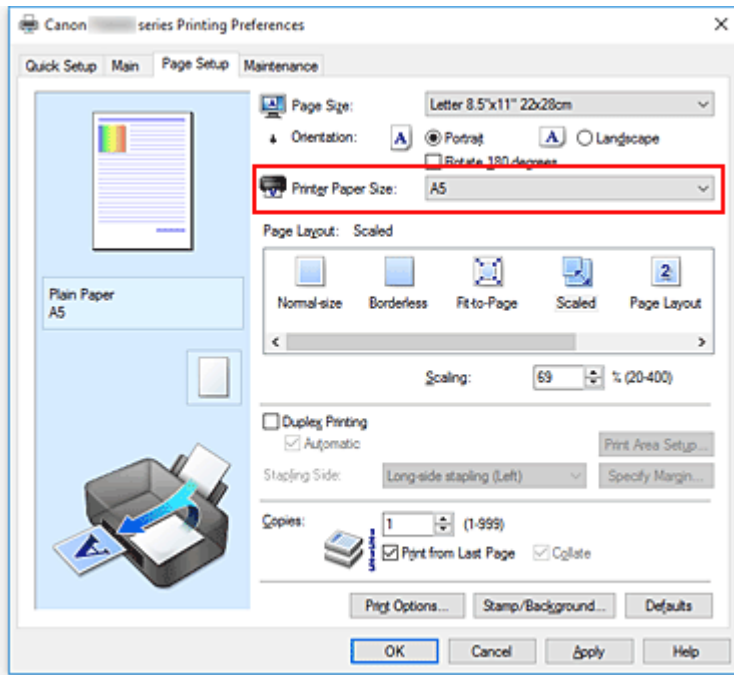 Canon series Printing Preferences
Quick Setup Main Page Setup Maintenance
Page Size: Letter 8.5"x11" 22x28cm
Orientation: A Portrait A Landscape
Rotate 180 degrees
Printer Paper Size: A5
Page Layout: Scaled
Normal-size Borderless Fit-to-Page Scaled Page Layout
Plain Paper
A5
Scaling: 69 % (20-400)
Duplex Printing
Automatic
Print Area Setup...
Stapling Side: Long-side stapling (Left) Specify Margin...
Copies: 1 (1-999)
Print from Last Page Collate
Print Options... Stamp/Background... Defaults
OK Cancel Apply Help